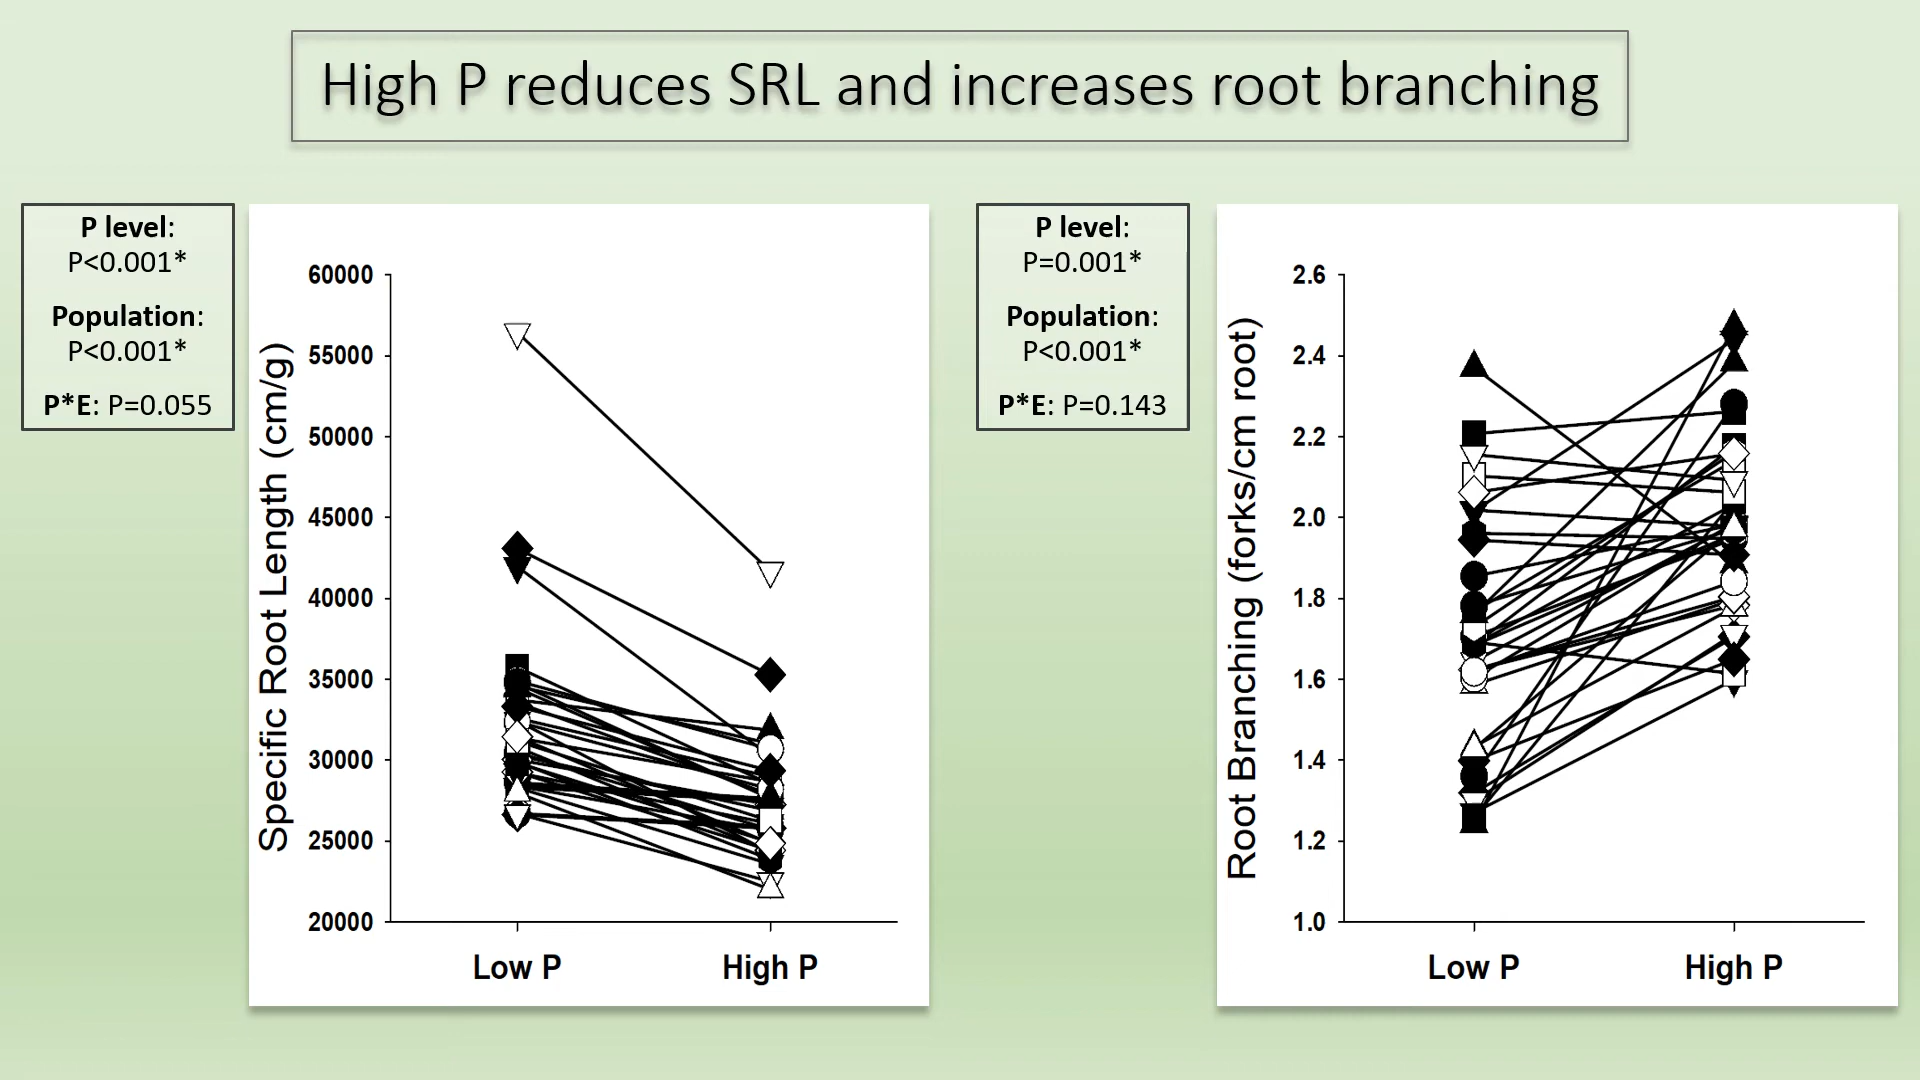 High P reduces SRL and increases root branching
P level:
P<0.001*
Population:
P<0.001*
P*E: P=0.055
Specific Root Length (cm/g)
60000
55000
50000
45000
40000
35000
30000
25000
20000
Low P
High P
P level:
P=0.001*
Population:
P<0.001*
P*E: P=0.143
Root Branching (forks/cm root)
2.6
2.4
2.2
2.0
1.8
1.6
1.4
1.2
1.0
Low P
High P